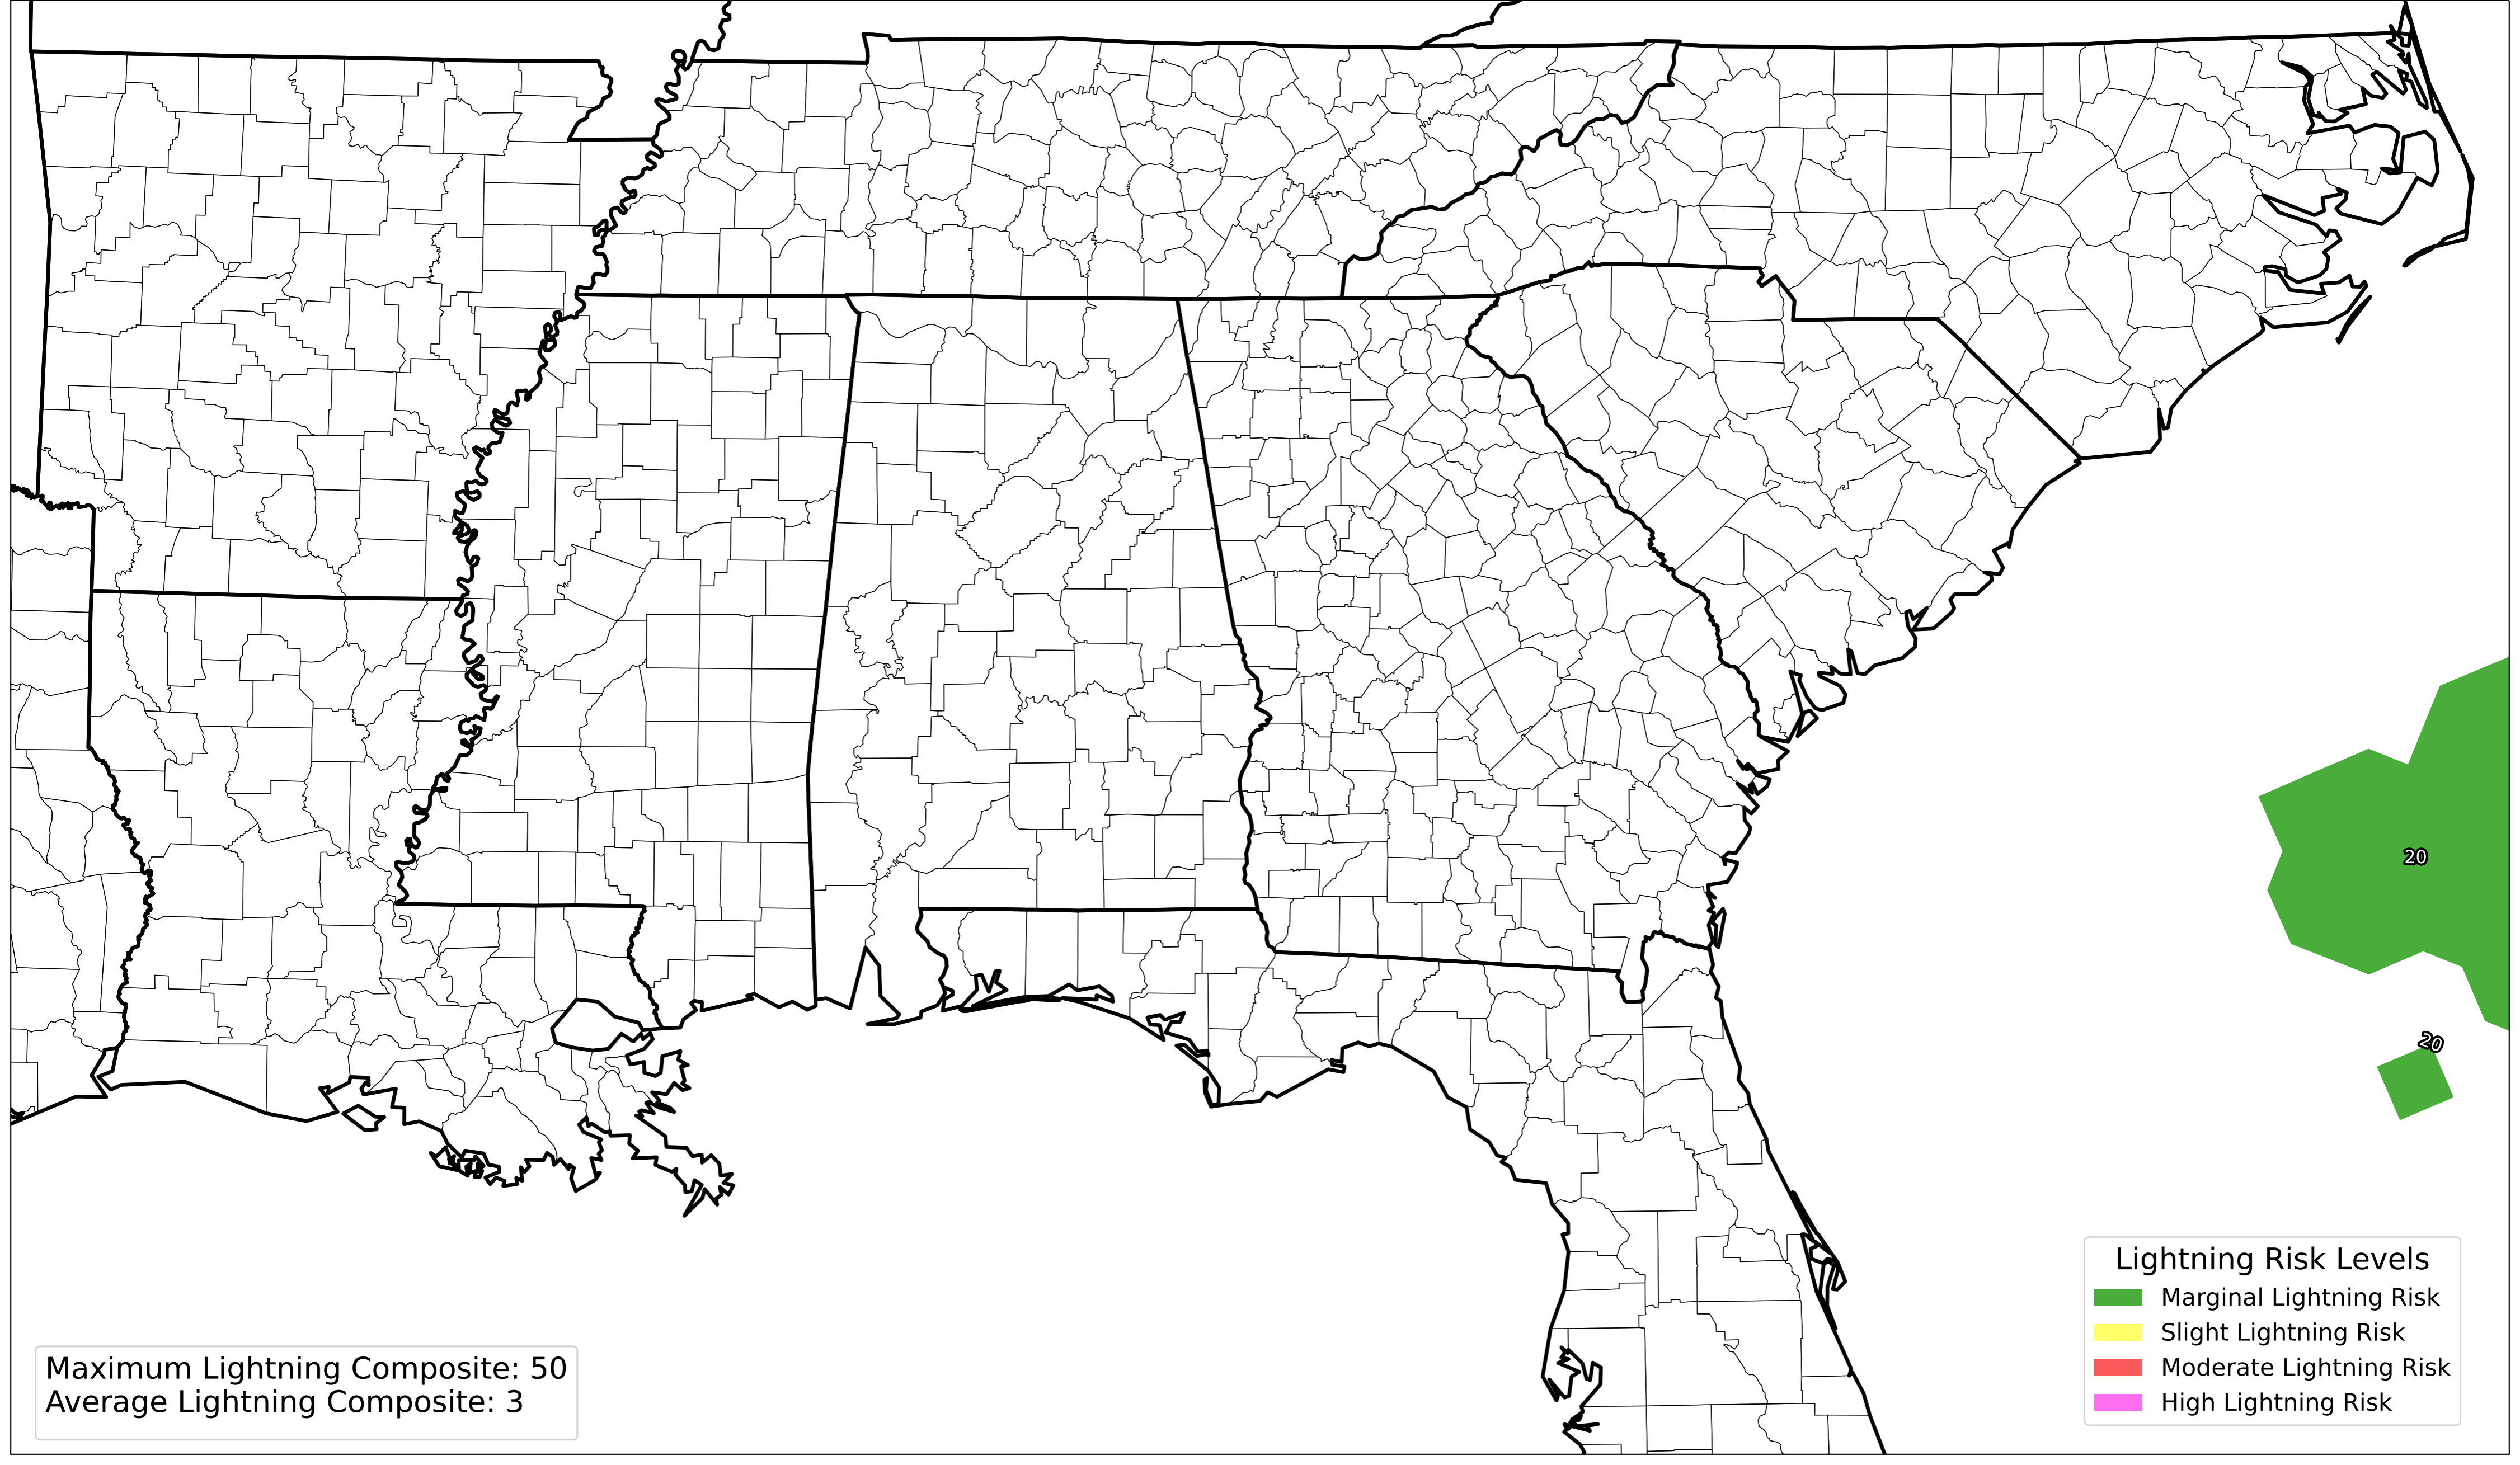 20
20
Lightning Risk Levels
Marginal Lightning Risk
Slight Lightning Risk
Moderate Lightning Risk
High Lightning Risk
Maximum Lightning Composite: 50
Average Lightning Composite: 3